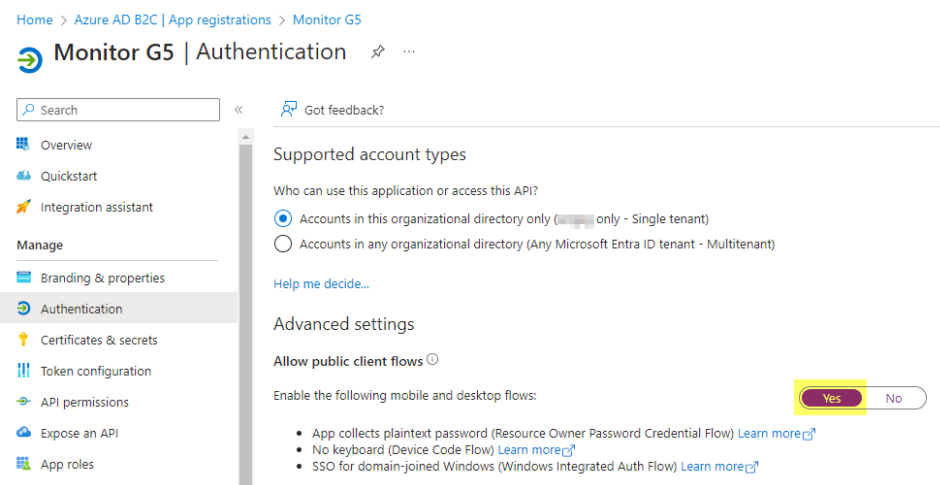 Home > Azure AD B2C | App registrations > Monitor G5
Monitor G5 | Authentication
Search
Got feedback?
Overview
Quickstart
Integration assistant
Manage
Branding & properties
Authentication
Certificates & secrets
Token configuration
API permissions
Expose an API
App roles
Supported account types
Who can use this application or access this API?
Accounts in this organizational directory only ( only - Single tenant)
Accounts in any organizational directory (Any Microsoft Entra ID tenant - Multitenant)
Help me decide...
Advanced settings
Allow public client flows
Enable the following mobile and desktop flows:
Yes No
App collects plaintext password (Resource Owner Password Credential Flow) Learn more
No keyboard (Device Code Flow) Learn more
SSO for domain-joined Windows (Windows Integrated Auth Flow) Learn more